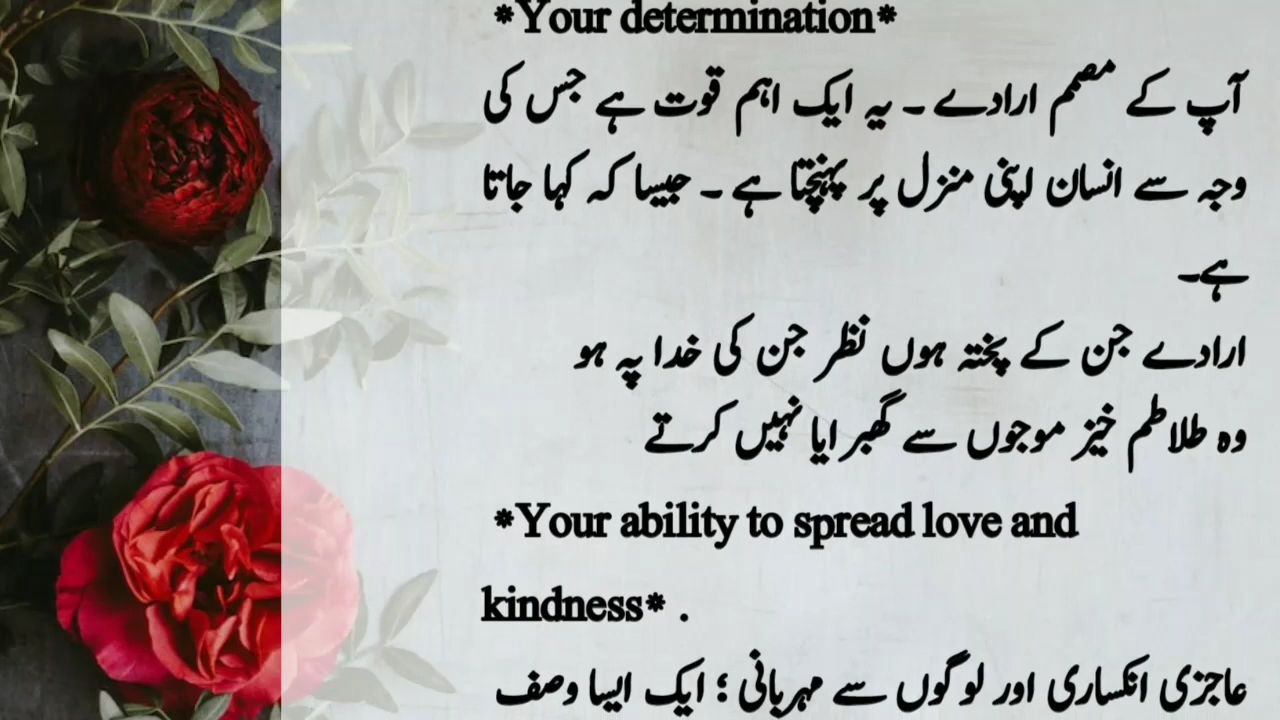 *Your determination*
آپ کے مصمم ارادے ۔ یہ ایک اہم قوت ہے جس کی
وجہ سے انسان اپنی منزل پر پہنچتا ہے ۔ جیسا کہ کہا جاتا
ہے۔
ارادے جن کے پختہ ہوں نظر جن کی خدا پہ ہو
وہ طلاطم خیز موجوں سے گھبرایا نہیں کرتے
*Your ability to spread love and
kindness* .
عاجزی انکساری اور لوگوں سے مہربانی ؛ ایک ایسا وصف